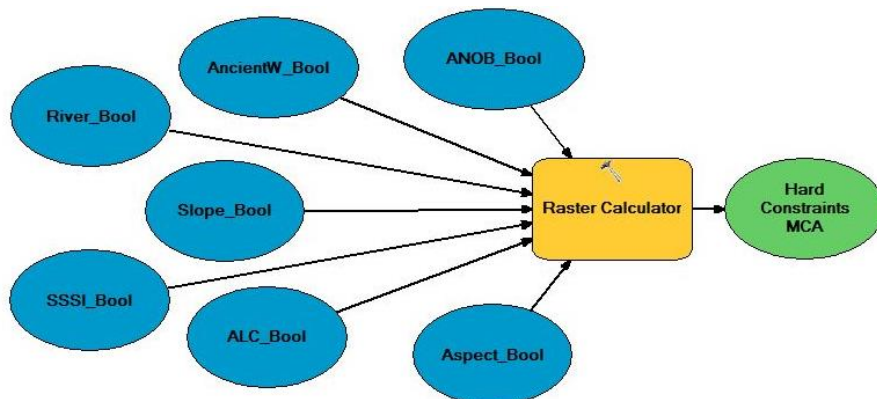 AncientW_Bool
ANOB_Bool
River_Bool
Slope_Bool
Raster Calculator
Hard
Constraints
MCA
SSSI_Bool
ALC_Bool
Aspect_Bool